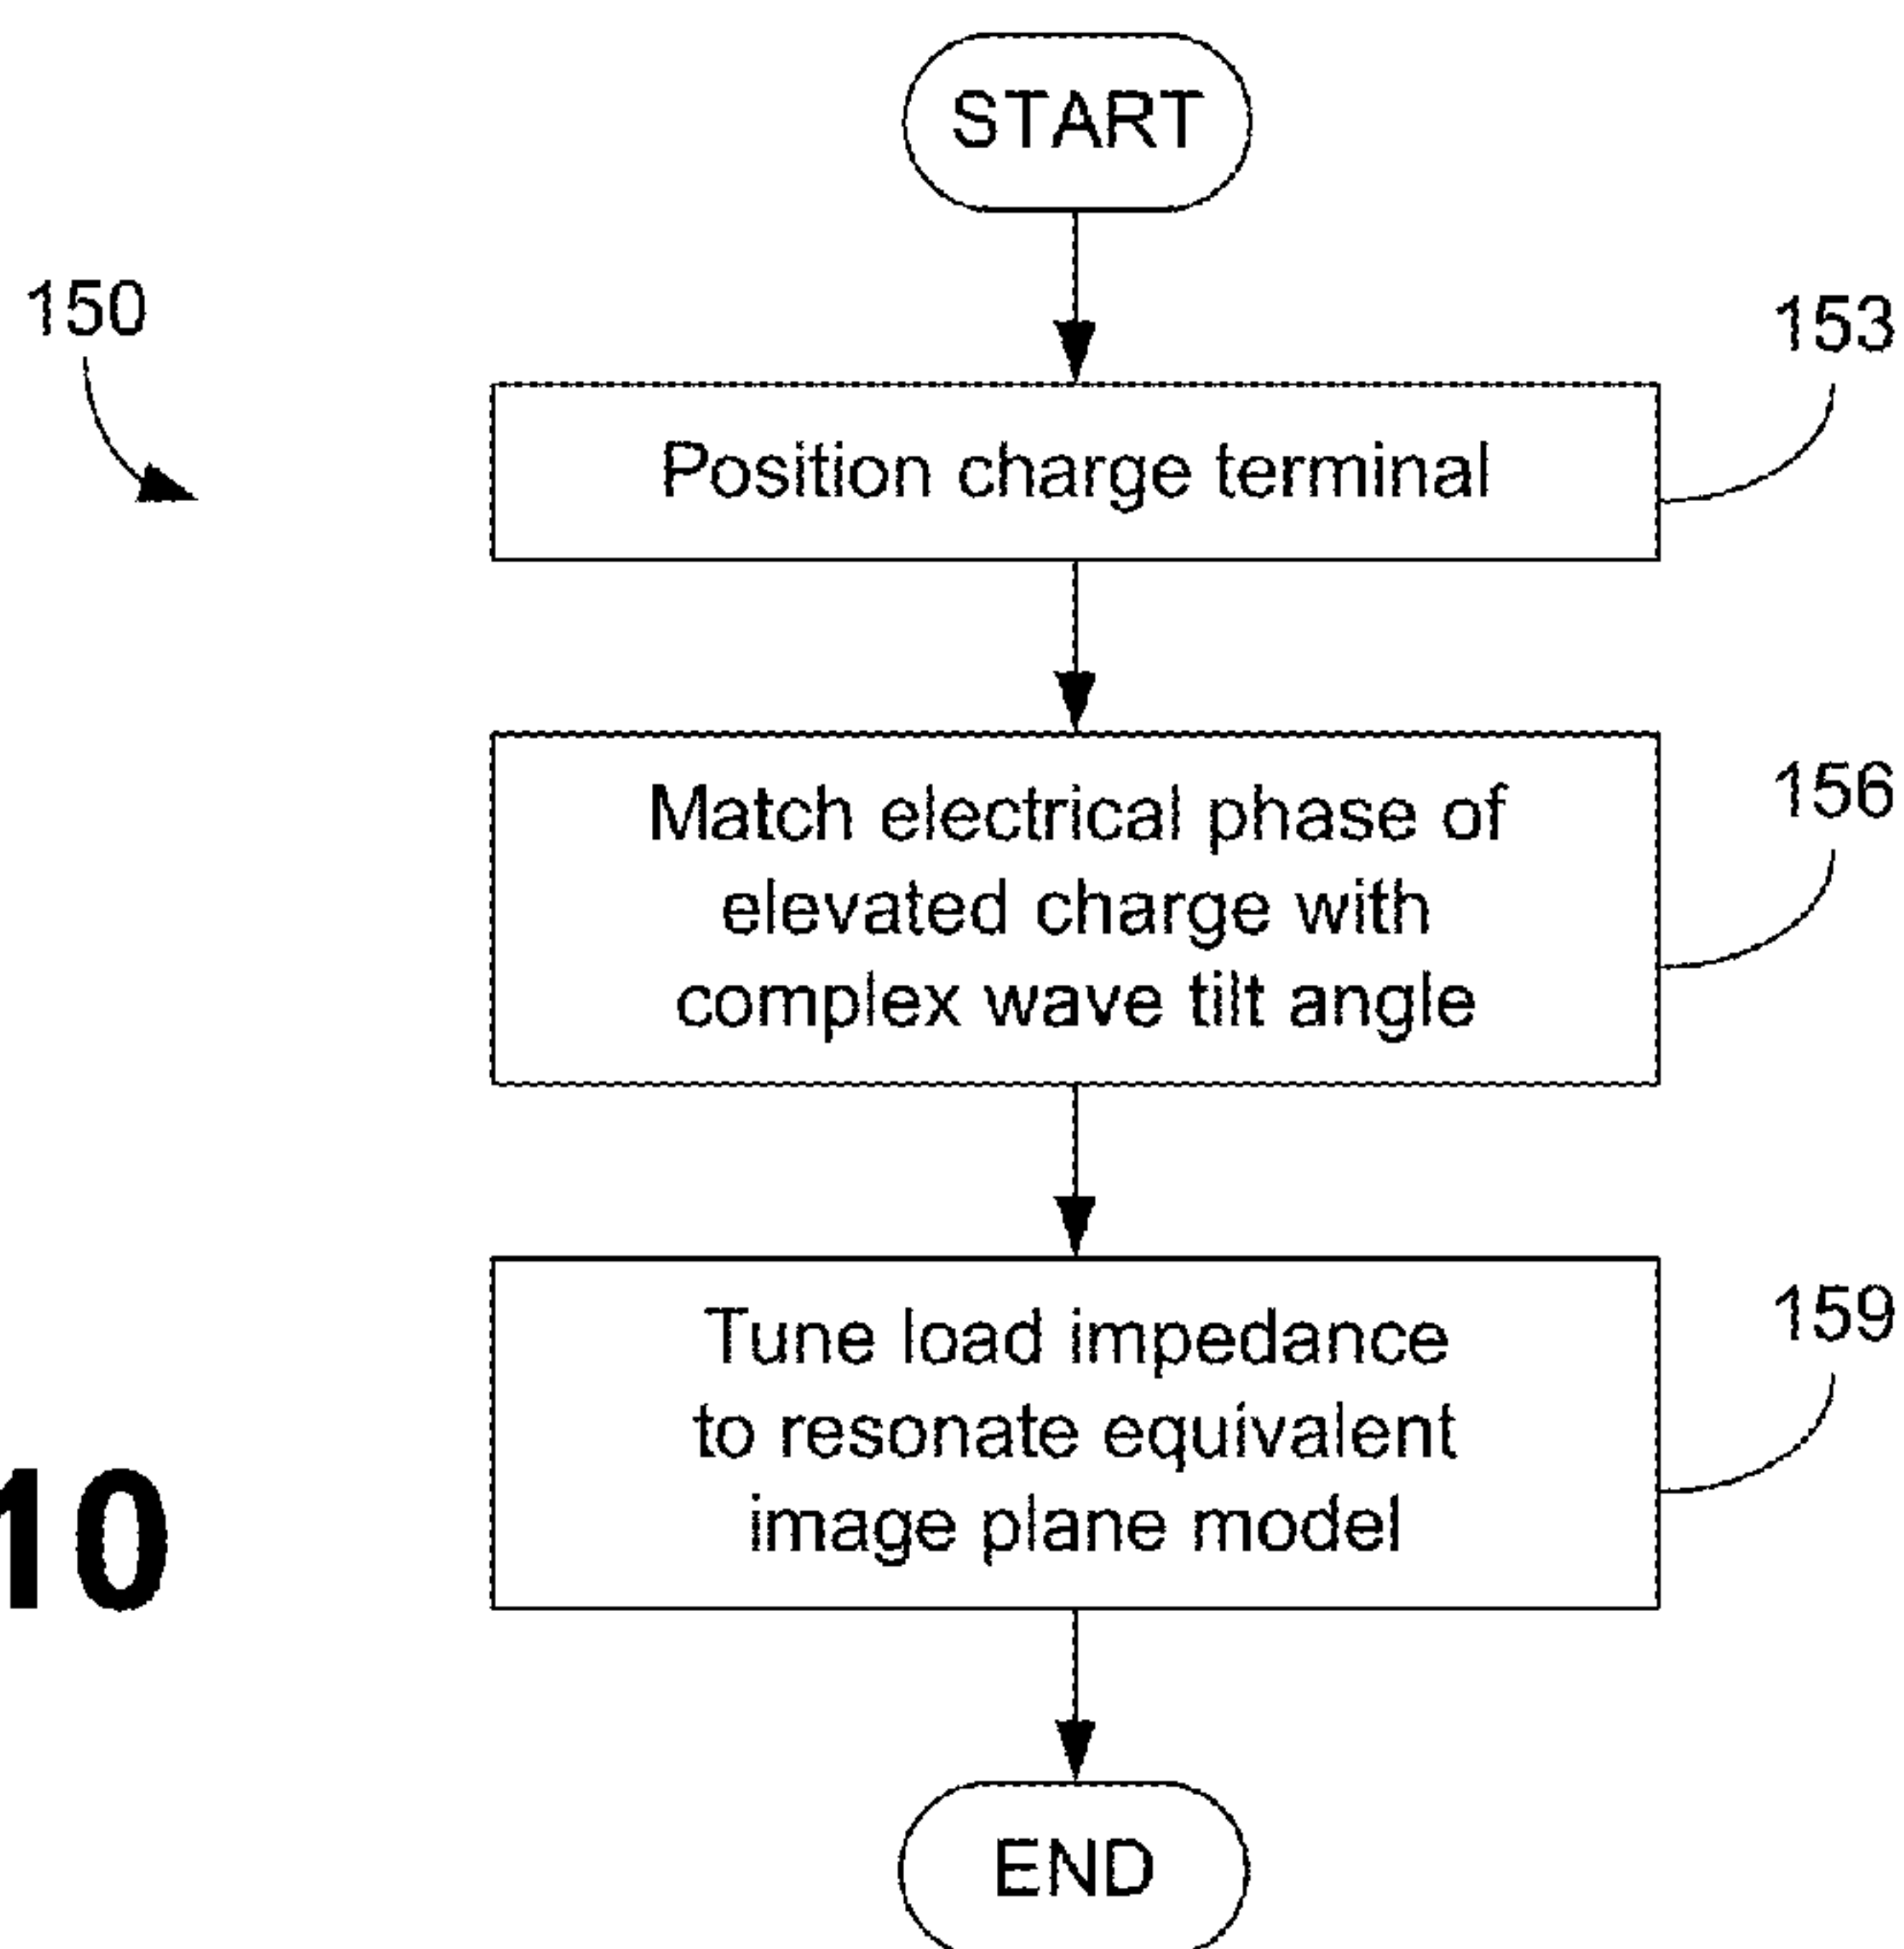 START
150
153
Position charge terminal
156
Match electrical phase of
elevated charge with
complex wave tilt angle
159
Tune load impedance
to resonate equivalent
image plane model
10
END